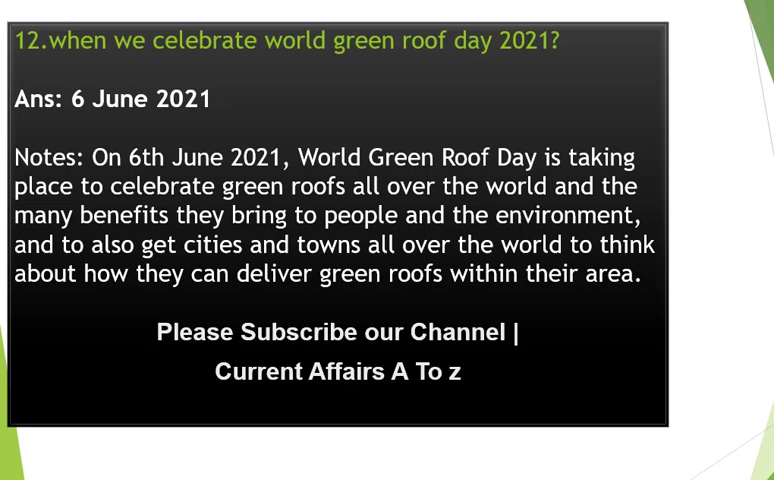 12.when we celebrate world green roof day 2021?
Ans: 6 June 2021
Notes: On 6th June 2021, World Green Roof Day is taking
place to celebrate green roofs all over the world and the
many benefits they bring to people and the environment,
and to also get cities and towns all over the world to think
about how they can deliver green roofs within their area.
Please Subscribe our Channel |
Current Affairs A To z